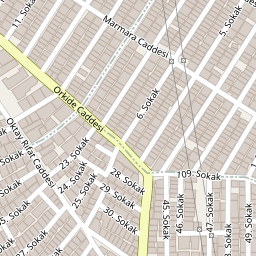 11. Sokak
Marmara Caddesi
5. Sokak
Orkide Caddesi
6. Sokak
Oktay Rifat Caddesi
23. Sokak
24. Sokak
25. Sokak
28. Sokak
29. Sokak
30. Sokak
109. Sokak
45. Sokak
46. Sokak
47. Sokak
48. Sokak
49. Sokak